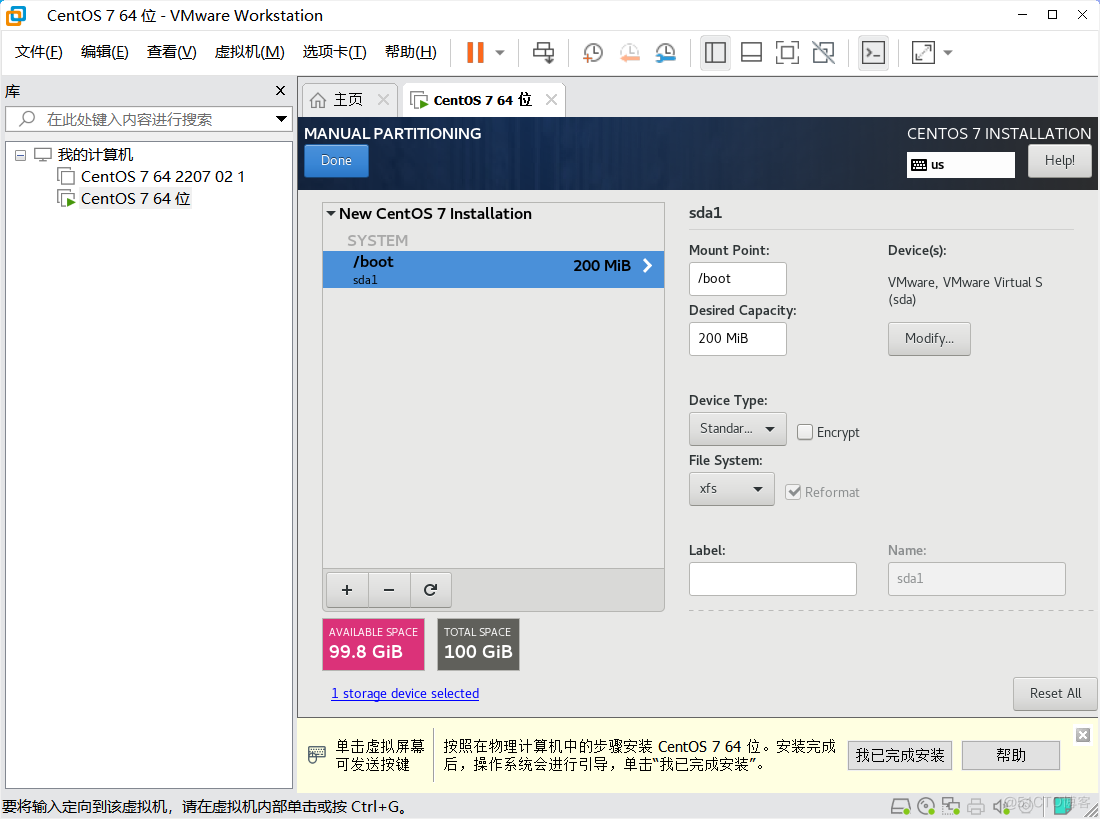 CentOS 7 64 位 - VMware Workstation
文件(F) 编辑(E) 查看(V) 虚拟机(M) 选项卡(T) 帮助(H)
库
在此处键入内容进行搜索
我的计算机
CentOS 7 64 2207 02 1
CentOS 7 64 位
主页 CentOS 7 64 位
MANUAL PARTITIONING
CENTOS 7 INSTALLATION
Done
us
Help!
New CentOS 7 Installation
SYSTEM
/boot 200 MiB
sda1
AVAILABLE SPACE
99.8 GiB
TOTAL SPACE
100 GiB
1 storage device selected
sda1
Mount Point:
/boot
Desired Capacity:
200 MiB
Device(s):
VMware, VMware Virtual S
(sda)
Modify...
Device Type:
Standar... Encrypt
File System:
xfs Reformat
Label:
Name:
sda1
Reset All
单击虚拟屏幕
可发送按键
按照在物理计算机中的步骤安装 CentOS 7 64 位。安装完成
后，操作系统会进行引导，单击“我已完成安装”。
我已完成安装 帮助
要将输入定向到该虚拟机，请在虚拟机内部单击或按 Ctrl+G。
@51CTO博客